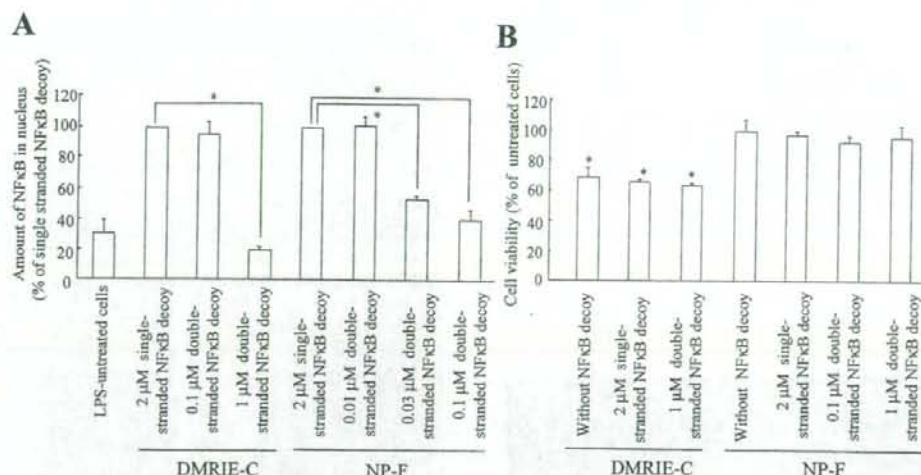 A
Amount of NFκB in nucleus
(% of single stranded NFκB decoy)
120
100
80
60
40
20
0
*
*
*
LPS-untreated cells
2 μM single-
stranded NFκB decoy
0.1 μM double-
stranded NFκB decoy
1 μM double-
stranded NFκB decoy
2 μM single-
stranded NFκB decoy
0.01 μM double-
stranded NFκB decoy
0.03 μM double-
stranded NFκB decoy
0.1 μM double-
stranded NFκB decoy
DMRIE-C
NP-F
B
Cell viability (% of untreated cells)
120
100
80
60
40
20
0
*
*
*
Without NFκB decoy
2 μM single-
stranded NFκB decoy
1 μM double-
stranded NFκB decoy
Without NFκB decoy
2 μM single-
stranded NFκB decoy
0.1 μM double-
stranded NFκB decoy
1 μM double-
stranded NFκB decoy
DMRIE-C
NP-F